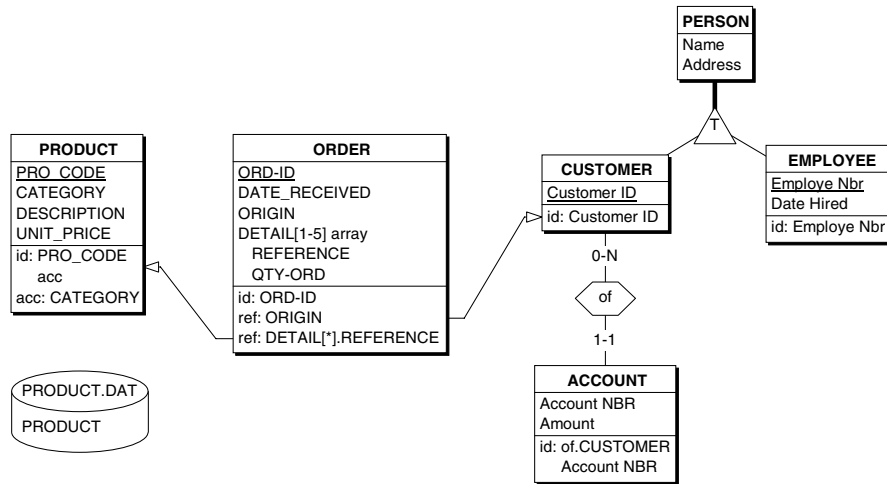 PERSON
Name
Address
T
PRODUCT
PRO_CODE
CATEGORY
DESCRIPTION
UNIT_PRICE
id: PRO_CODE
acc
acc: CATEGORY
ORDER
ORD-ID
DATE_RECEIVED
ORIGIN
DETAIL[1-5] array
REFERENCE
QTY-ORD
id: ORD-ID
ref: ORIGIN
ref: DETAIL[*].REFERENCE
CUSTOMER
Customer ID
id: Customer ID
EMPLOYEE
Employe Nbr
Date Hired
id: Employe Nbr
0-N
of
1-1
ACCOUNT
Account NBR
Amount
id: of.CUSTOMER
Account NBR
PRODUCT.DAT
PRODUCT